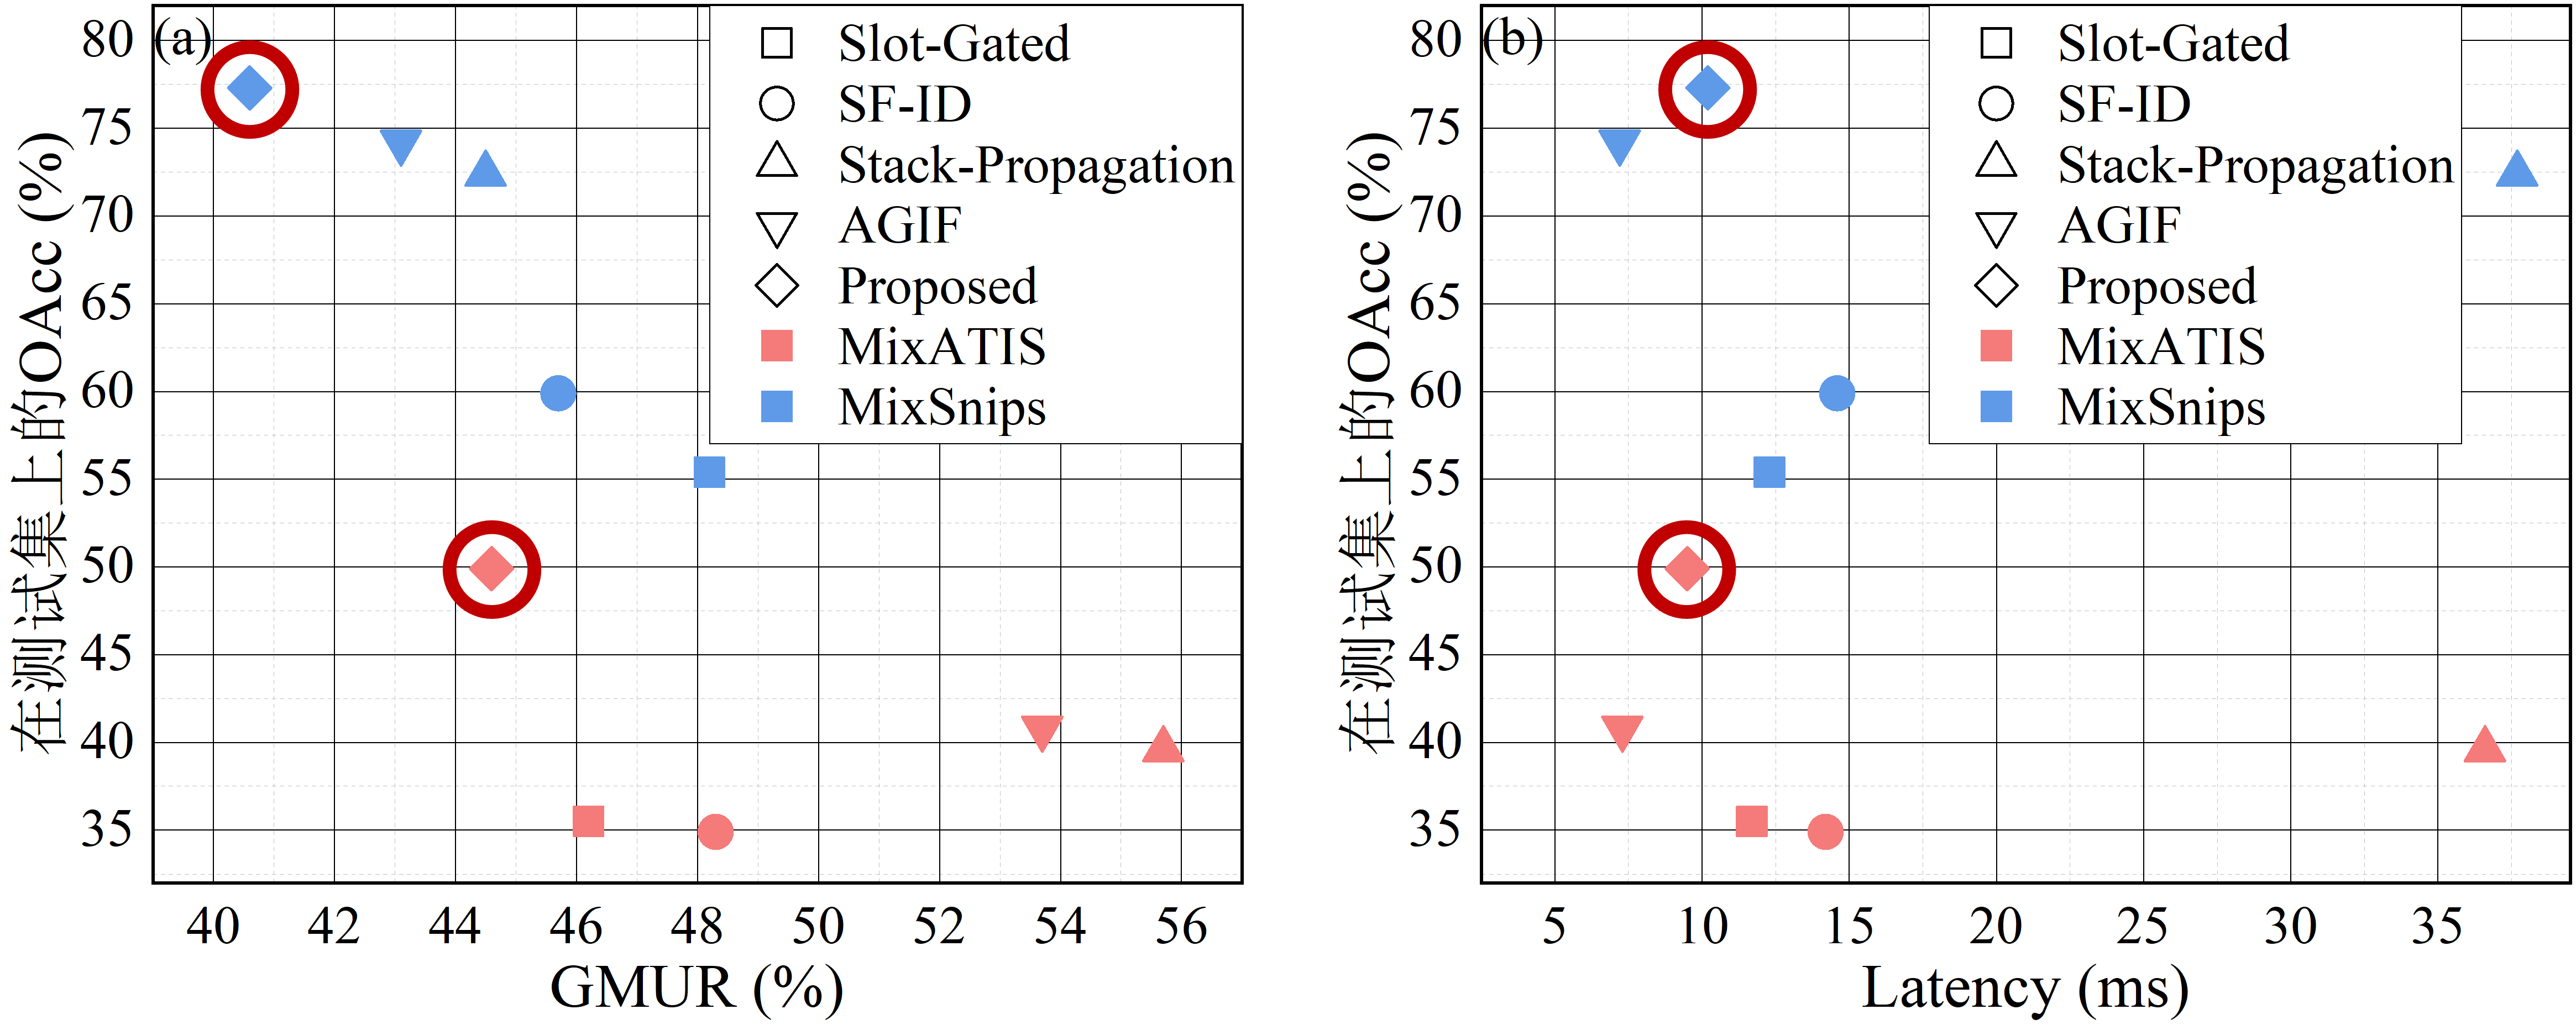 (a)
在测试集上的OAcc (%)
80
75
70
65
60
55
50
45
40
35
Slot-Gated
SF-ID
Stack-Propagation
AGIF
Proposed
MixATIS
MixSnips
40 42 44 46 48 50 52 54 56
GMUR (%)
(b)
在测试集上的OAcc (%)
80
75
70
65
60
55
50
45
40
35
Slot-Gated
SF-ID
Stack-Propagation
AGIF
Proposed
MixATIS
MixSnips
5 10 15 20 25 30 35
Latency (ms)